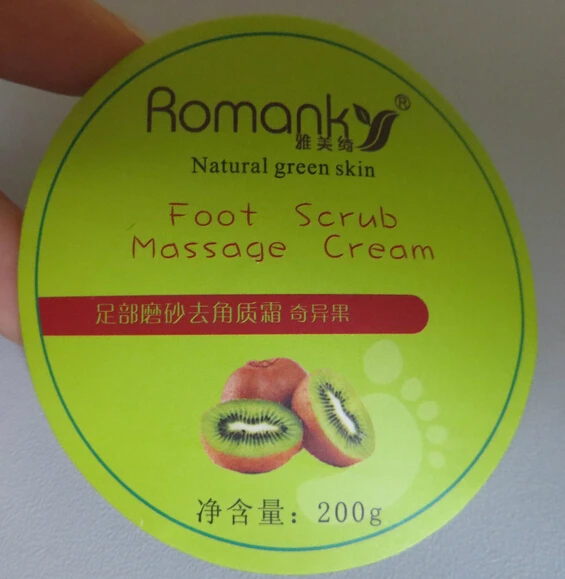 Romanky®
雅美绮
Natural green skin
Foot Scrub
Massage Cream
足部磨砂去角质霜 奇异果
净含量：200g